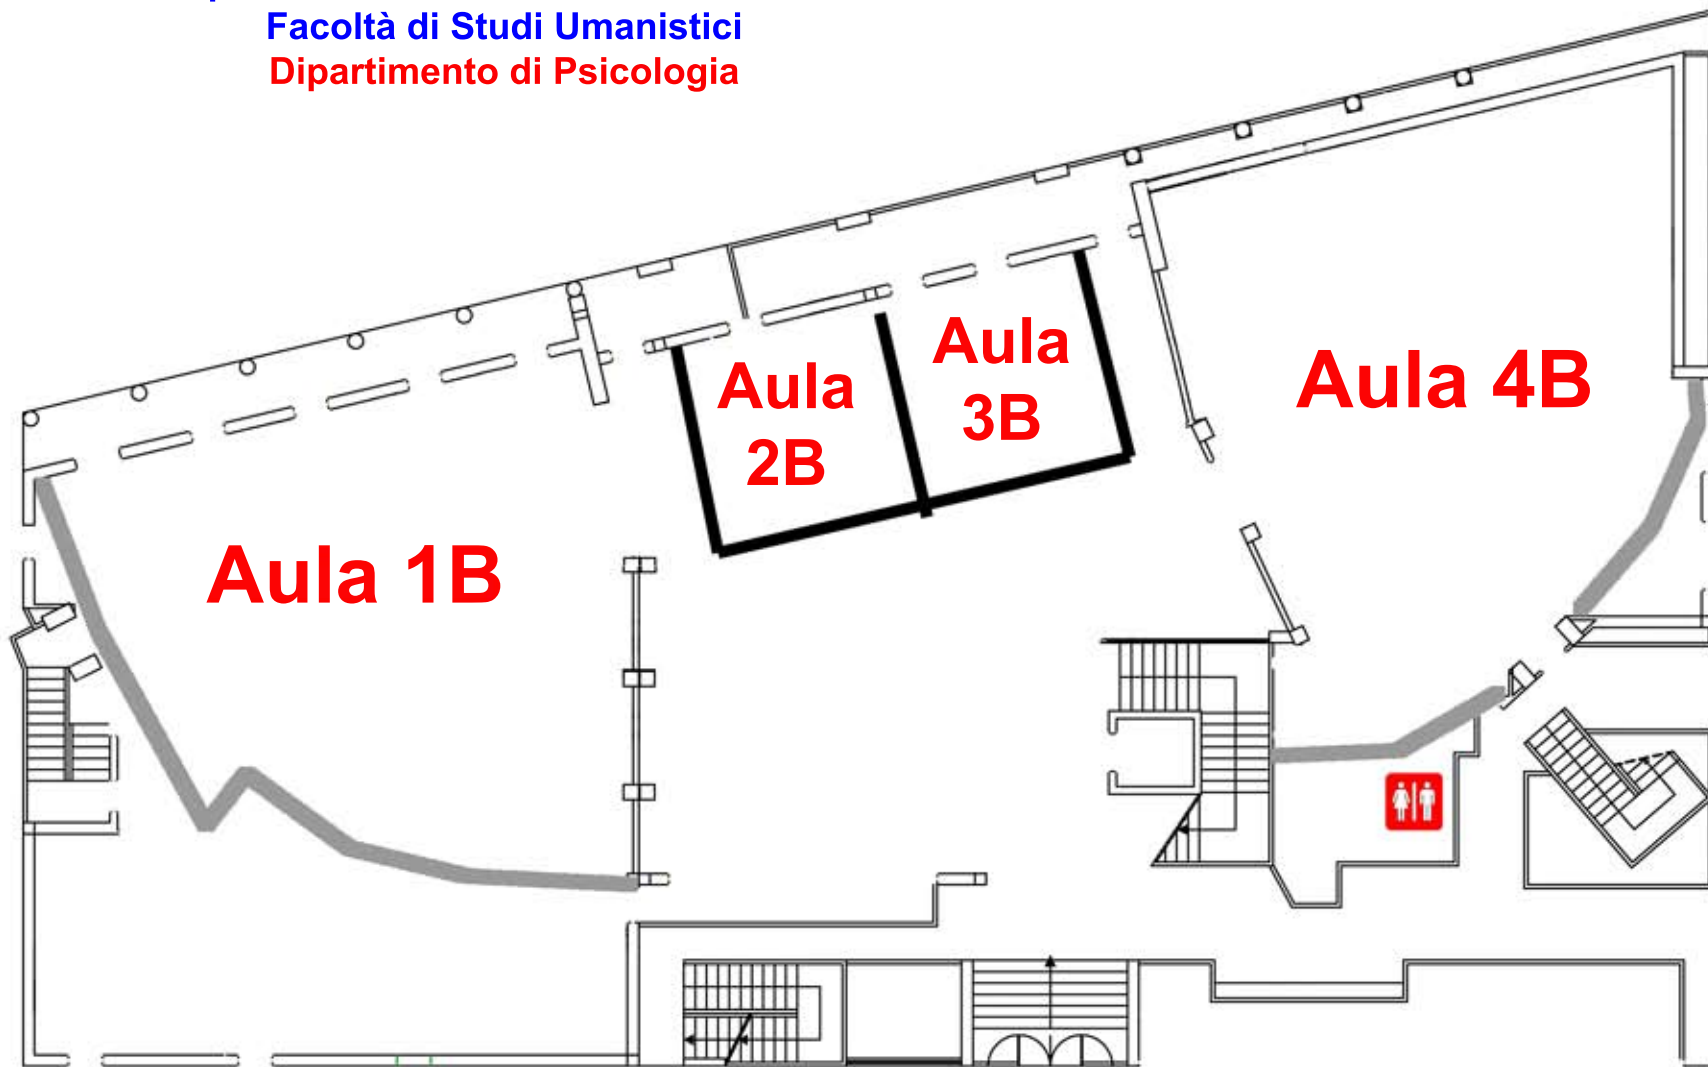 Facoltà di Studi Umanistici
Dipartimento di Psicologia
Aula
3B
Aula 4B
Aula
2B
Aula 1B